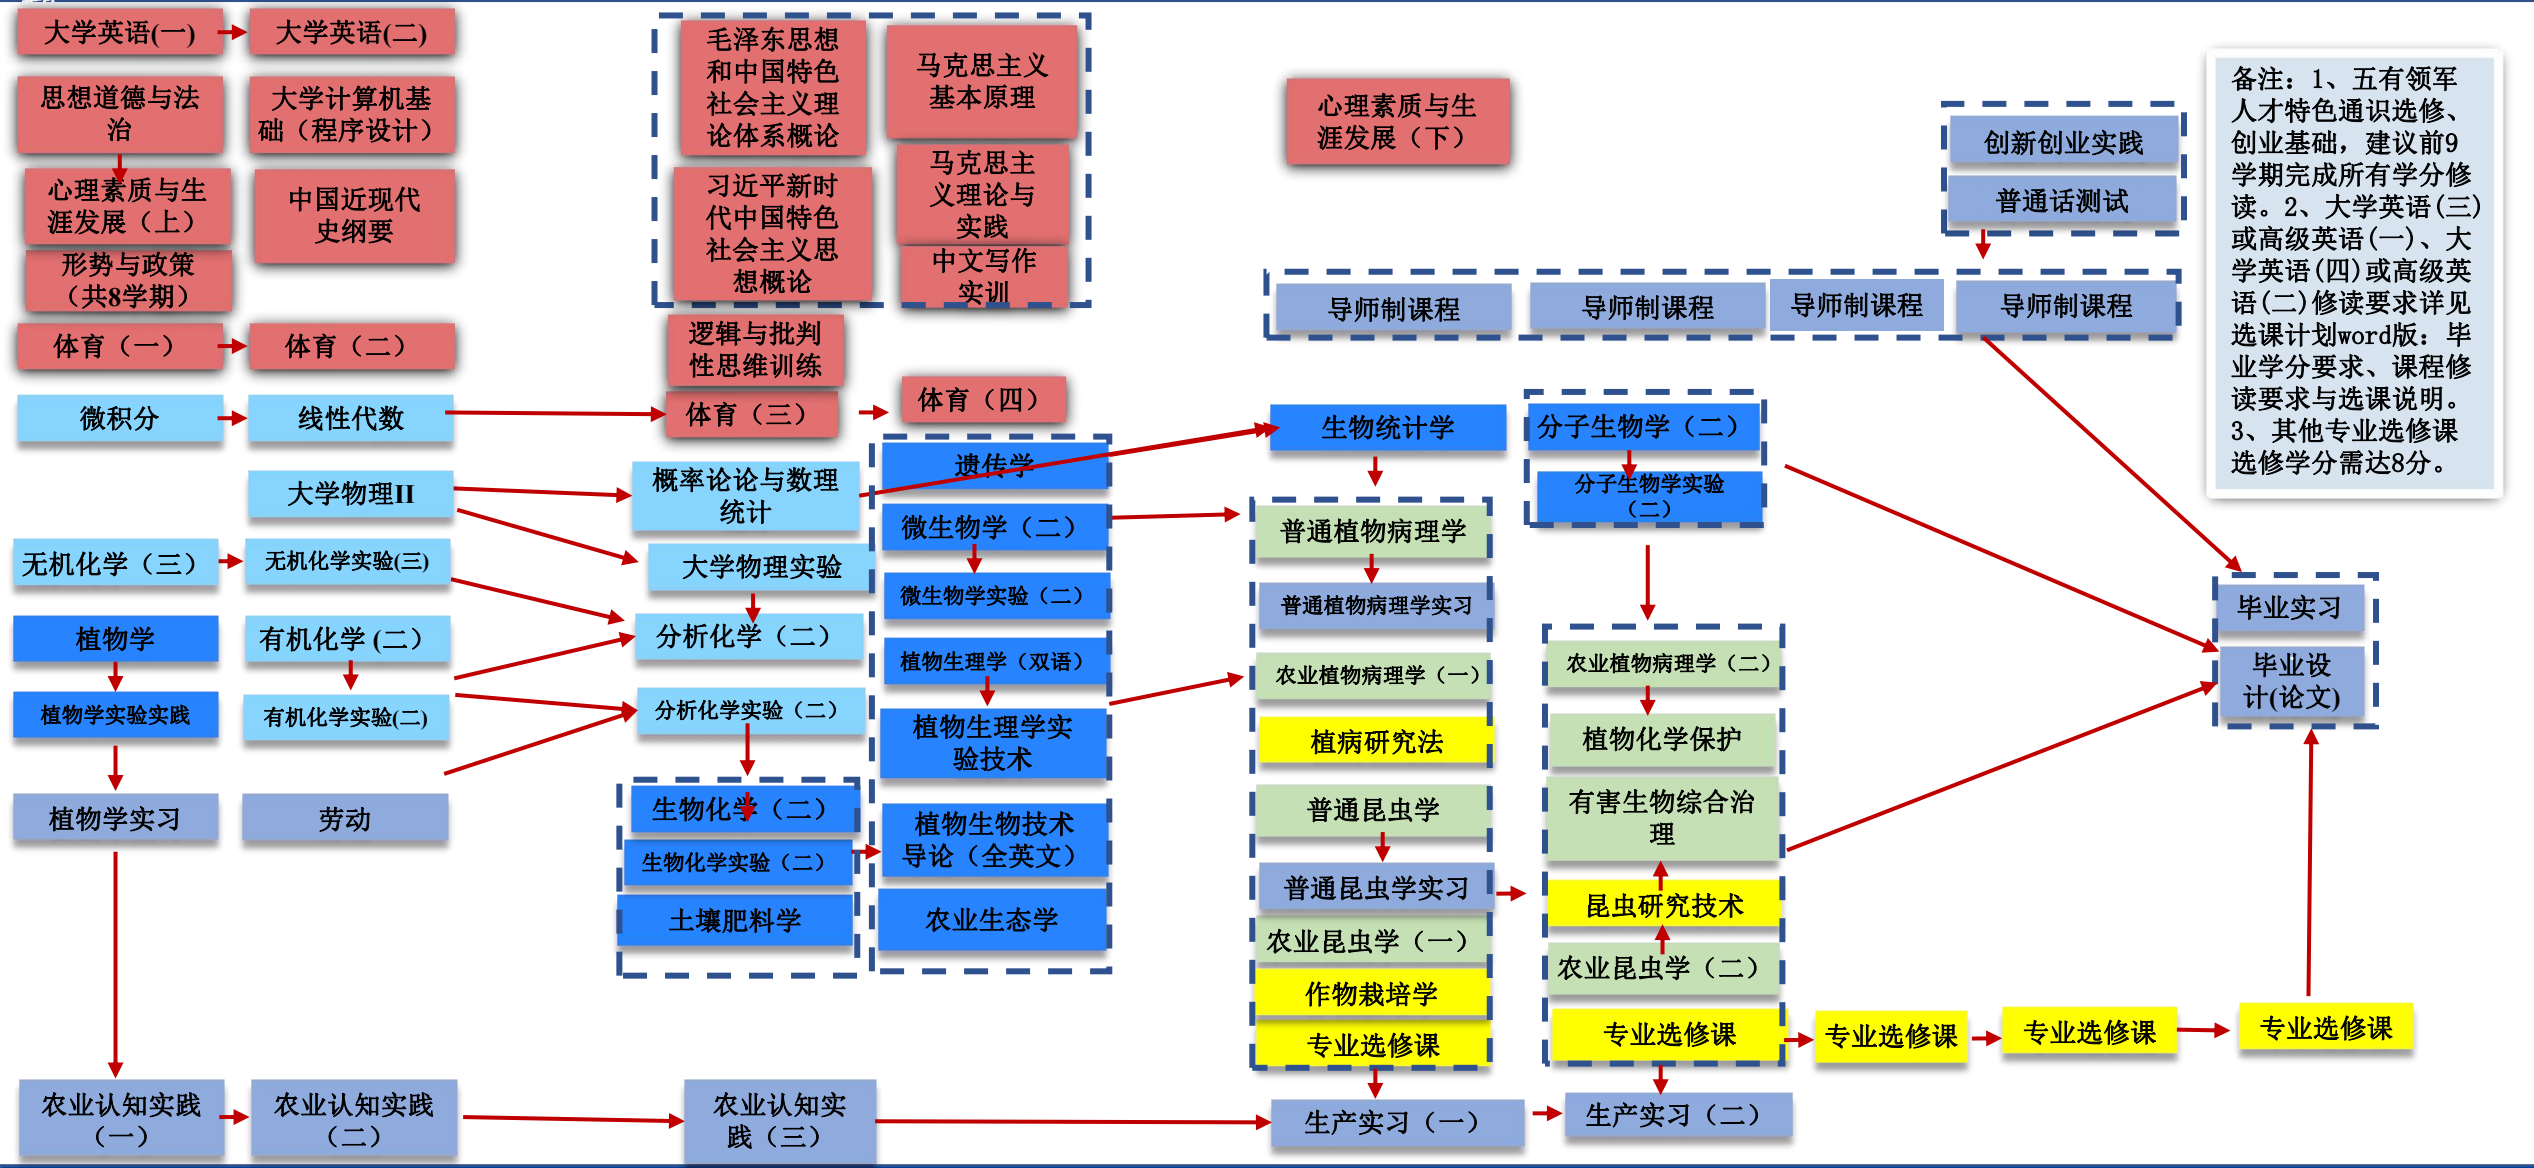 大学英语(一)
大学英语(二)
思想道德与法
治
大学计算机基
础（程序设计）
心理素质与生
涯发展（上）
中国近现代
史纲要
形势与政策
（共8学期）
体育（一）
体育（二）
微积分
线性代数
大学物理II
无机化学（三）
无机化学实验(三)
植物学
有机化学 (二）
植物学实验实践
有机化学实验(二)
植物学实习
劳动
农业认知实践
（一）
农业认知实践
（二）
毛泽东思想
和中国特色
社会主义理
论体系概论
马克思主义
基本原理
习近平新时
代中国特色
社会主义思
想概论
马克思主
义理论与
实践
中文写作
实训
逻辑与批判
性思维训练
体育（三）
体育（四）
概率论论与数理
统计
大学物理实验
分析化学（二）
分析化学实验（二）
生物化学（二）
生物化学实验（二）
土壤肥料学
农业认知实
践（三）
遗传学
微生物学（二）
微生物学实验（二）
植物生理学（双语）
植物生理学实
验技术
植物生物技术
导论（全英文）
农业生态学
心理素质与生
涯发展（下）
创新创业实践
普通话测试
导师制课程
导师制课程
导师制课程
导师制课程
生物统计学
分子生物学（二）
分子生物学实验
（二）
普通植物病理学
普通植物病理学实习
农业植物病理学（一）
植病研究法
普通昆虫学
普通昆虫学实习
农业昆虫学（一）
作物栽培学
专业选修课
生产实习（一）
农业植物病理学（二）
植物化学保护
有害生物综合治
理
昆虫研究技术
农业昆虫学（二）
专业选修课
专业选修课
专业选修课
专业选修课
生产实习（二）
毕业实习
毕业设
计(论文)
备注：1、五有领军
人才特色通识选修、
创业基础，建议前9
学期完成所有学分修
读。2、大学英语(三)
或高级英语(一)、大
学英语(四)或高级英
语(二)修读要求详见
选课计划word版：毕
业学分要求、课程修
读要求与选课说明。
3、其他专业选修课
选修学分需达8分。